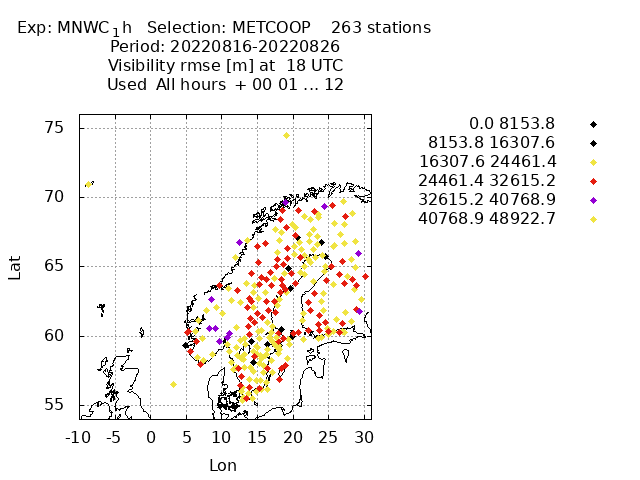 Exp: MNWC_1h   Selection: METCOOP    263 stations
Period: 20220816-20220826
Visibility rmse [m] at  18 UTC
Used  All hours  + 00 01 ... 12
0.0 8153.8
8153.8 16307.6
16307.6 24461.4
24461.4 32615.2
32615.2 40768.9
40768.9 48922.7
75
70
65
60
55
Lat
-10 -5 0 5 10 15 20 25 30
Lon